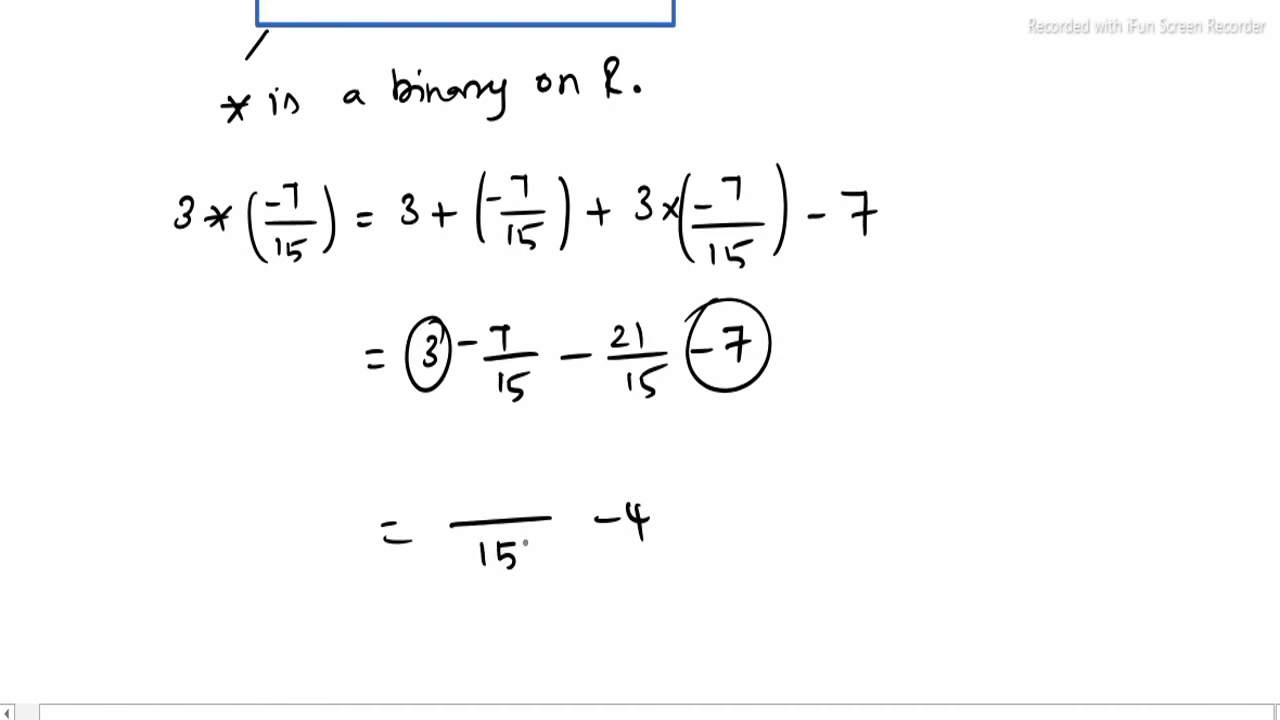 Recorded with iFun Screen Recorder
* is a binary on R.
3 * (-7/15) = 3 + (-7/15) + 3 × (-7/15) - 7
= 3 - 7/15 - 21/15 - 7
= /15 - 4